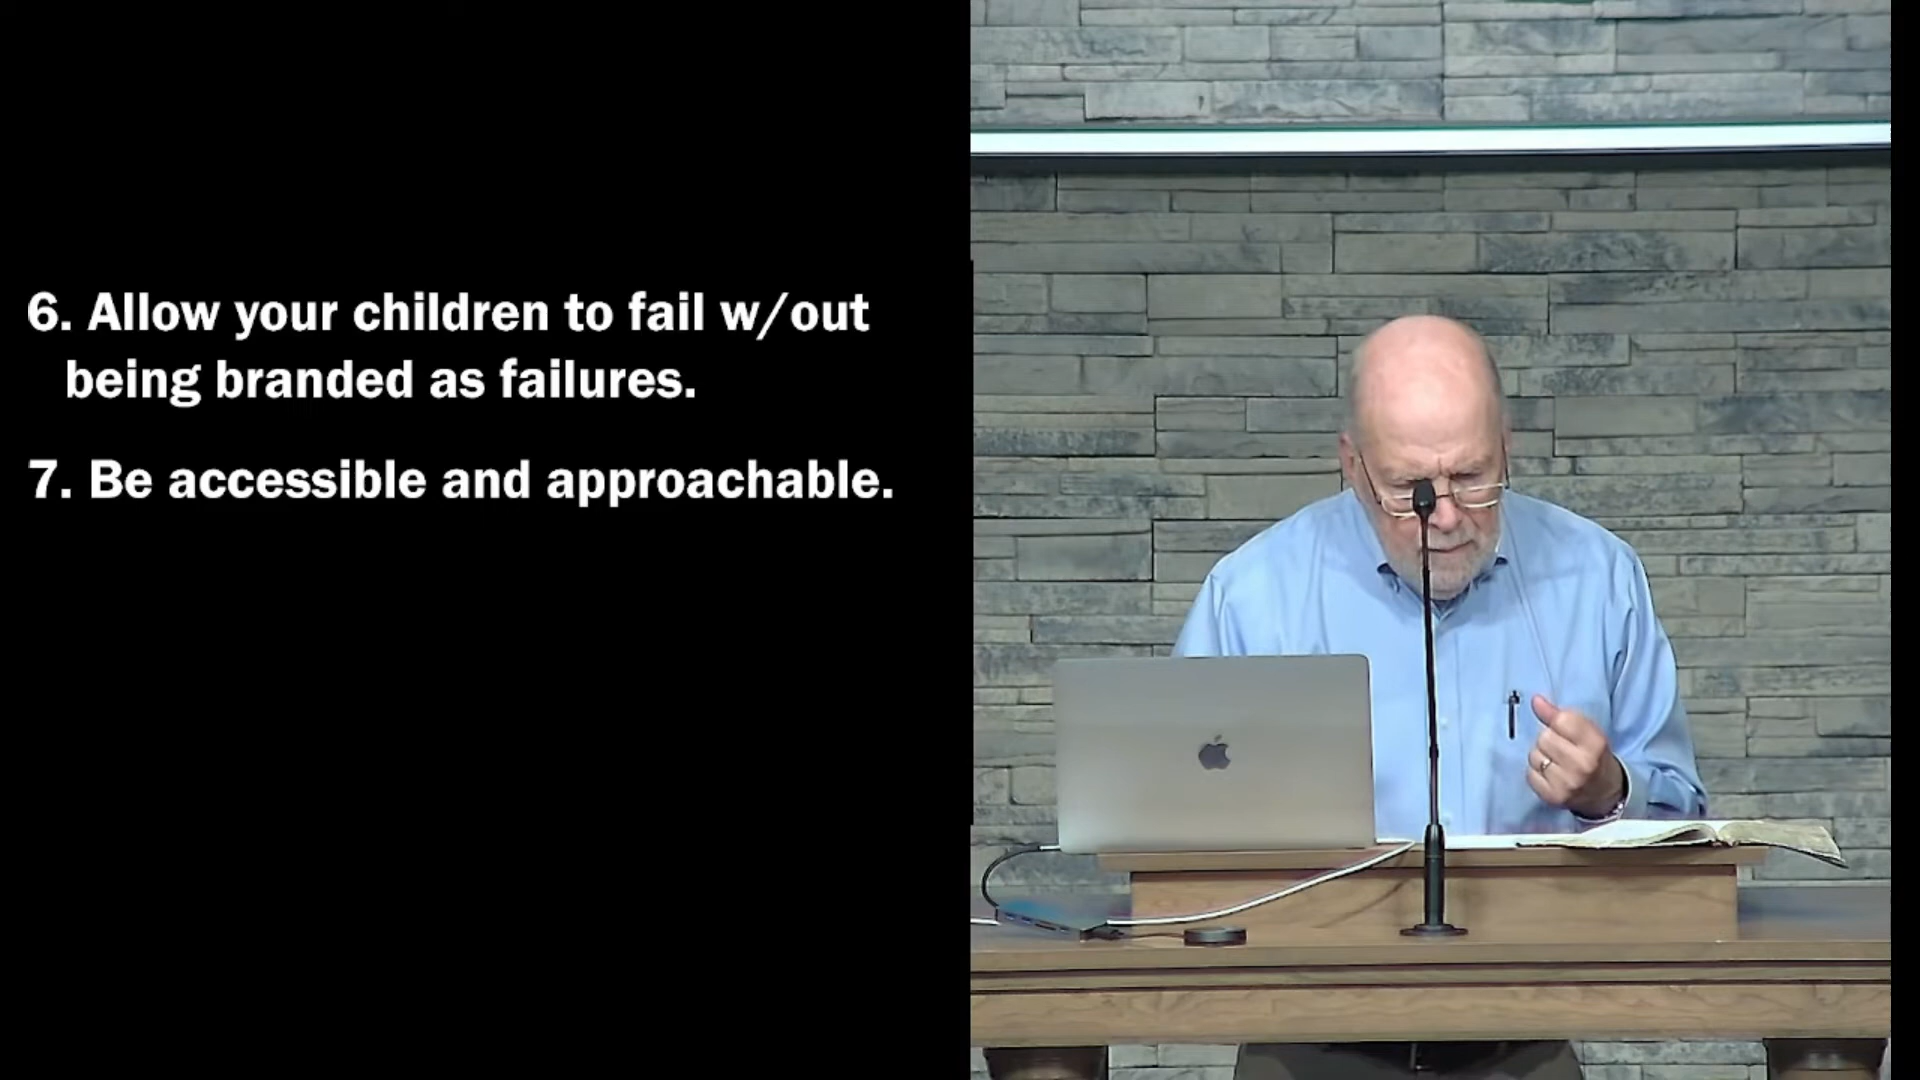 6. Allow your children to fail w/out
being branded as failures.
7. Be accessible and approachable.